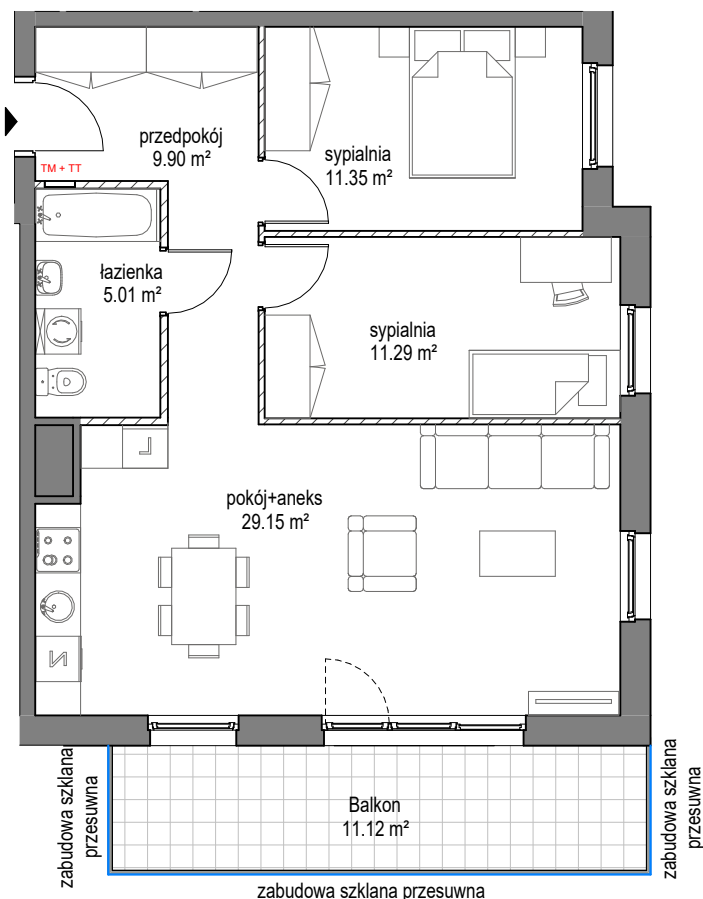 przedpokój
9.90 m²
sypialnia
11.35 m²
TM + TT
łazienka
5.01 m²
sypialnia
11.29 m²
L
pokój+aneks
29.15 m²
Z
zabudowa szklana
przesuwna
Balkon
11.12 m²
zabudowa szklana
przesuwna
zabudowa szklana przesuwna